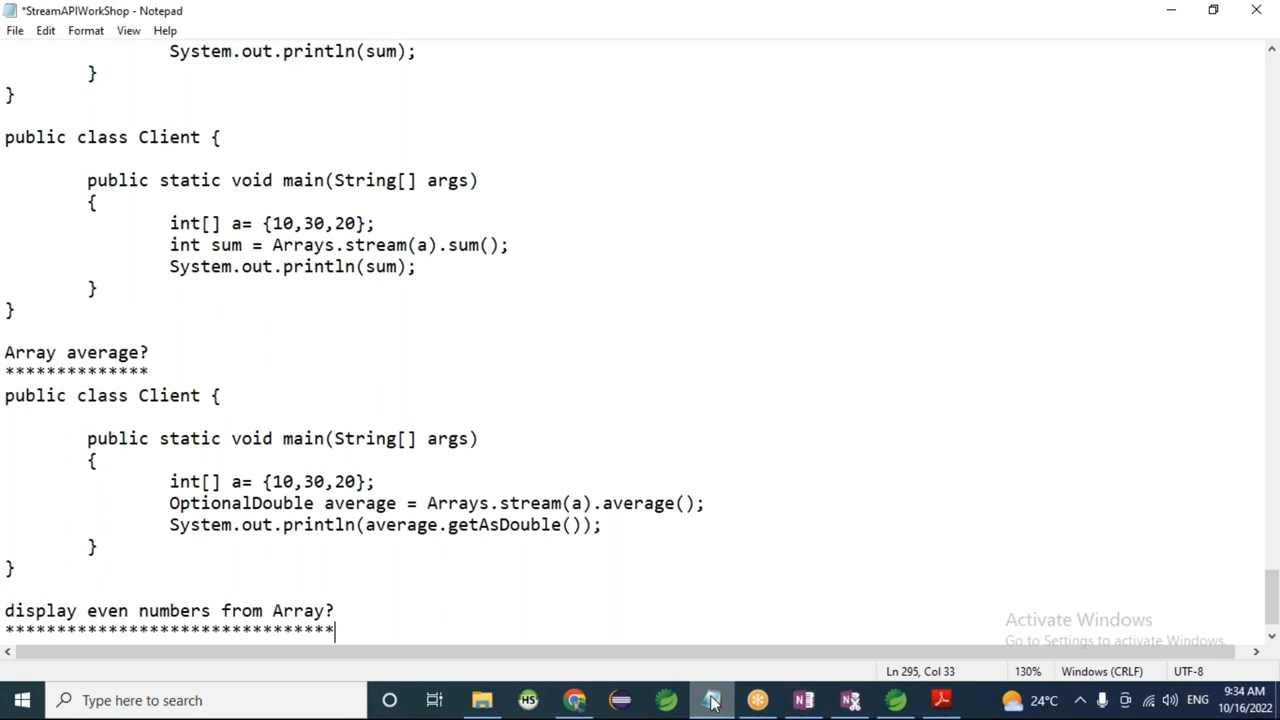 *StreamAPIWorkShop - Notepad
File Edit Format View Help
System.out.println(sum);
}
}
public class Client {
public static void main(String[] args)
{
int[] a= {10,30,20};
int sum = Arrays.stream(a).sum();
System.out.println(sum);
}
}
Array average?
**************
public class Client {
public static void main(String[] args)
{
int[] a= {10,30,20};
OptionalDouble average = Arrays.stream(a).average();
System.out.println(average.getAsDouble());
}
}
display even numbers from Array?
********************************
Activate Windows
Go to Settings to activate Windows.
Ln 295, Col 33 130% Windows (CRLF) UTF-8
Type here to search HS 24°C ENG 9:34 AM
10/16/2022